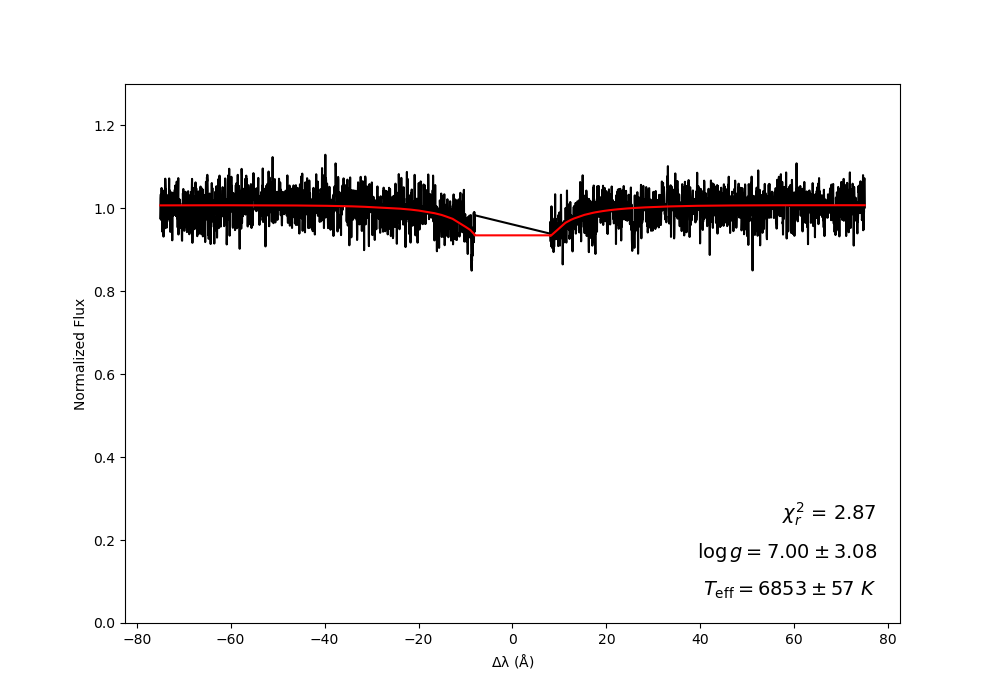 1.2
1.0
0.8
0.6
0.4
0.2
0.0
Normalized Flux
χ²ᵣ = 2.87
log g = 7.00 ± 3.08
T_eff = 6853 ± 57 K
−80 −60 −40 −20 0 20 40 60 80
Δλ (Å)